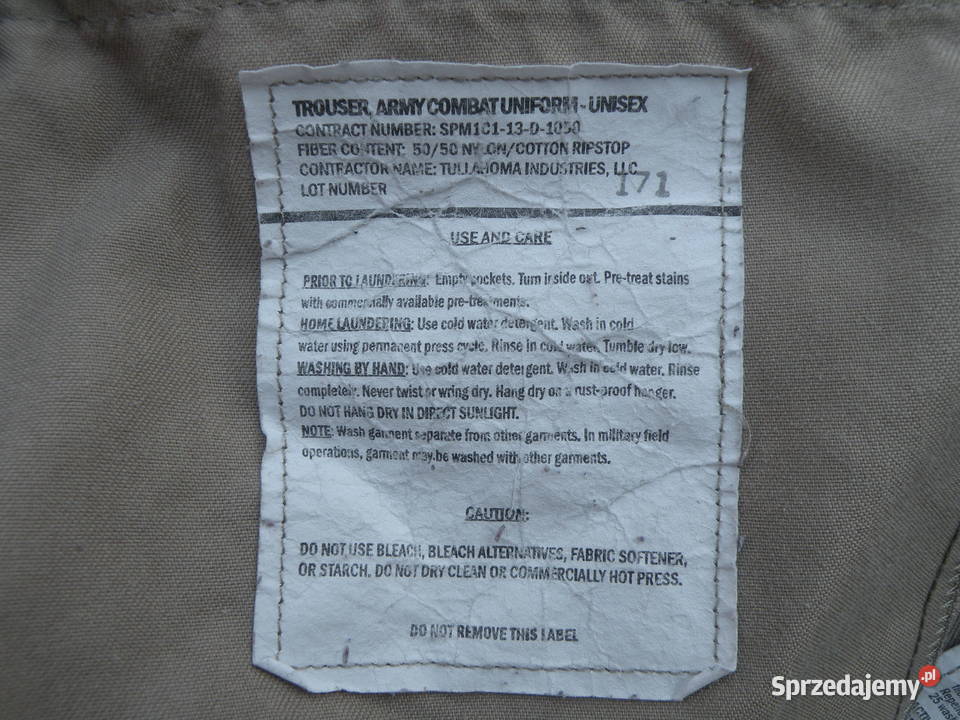 TROUSER, ARMY COMBAT UNIFORM - UNISEX
CONTRACT NUMBER: SPM1C1-13-D-1050
FIBER CONTENT: 50/50 NYLON/COTTON RIPSTOP
CONTRACTOR NAME: TULLAHOMA INDUSTRIES, LLC
LOT NUMBER 171
USE AND CARE
PRIOR TO LAUNDERING: Empty pockets. Turn inside out. Pre-treat stains
with commercially available pre-treatments.
HOME LAUNDERING: Use cold water detergent. Wash in cold
water using permanent press cycle. Rinse in cold water. Tumble dry low.
WASHING BY HAND: Use cold water detergent. Wash in cold water. Rinse
completely. Never twist or wring dry. Hang dry on a rust-proof hanger.
DO NOT HANG DRY IN DIRECT SUNLIGHT.
NOTE: Wash garment separate from other garments. In military field
operations, garment may be washed with other garments.
CAUTION:
DO NOT USE BLEACH, BLEACH ALTERNATIVES, FABRIC SOFTENER,
OR STARCH. DO NOT DRY CLEAN OR COMMERCIALLY HOT PRESS.
DO NOT REMOVE THIS LABEL
Sprzedajemy.pl